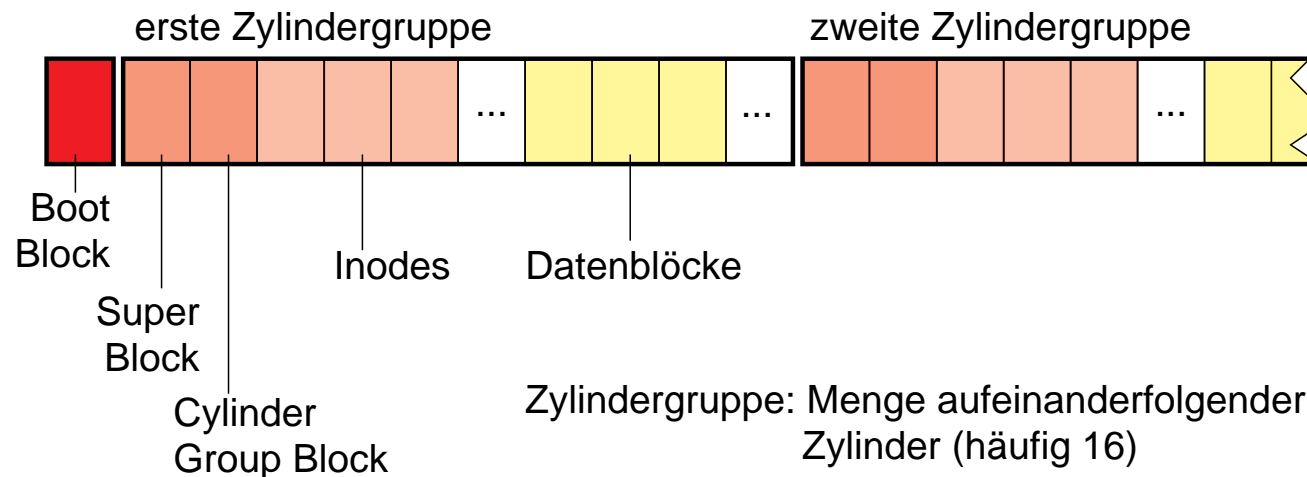 erste Zylindergruppe
zweite Zylindergruppe
...
...
...
Boot
Block
Inodes
Datenblöcke
Super
Block
Cylinder
Group Block
Zylindergruppe: Menge aufeinanderfolgender
Zylinder (häufig 16)